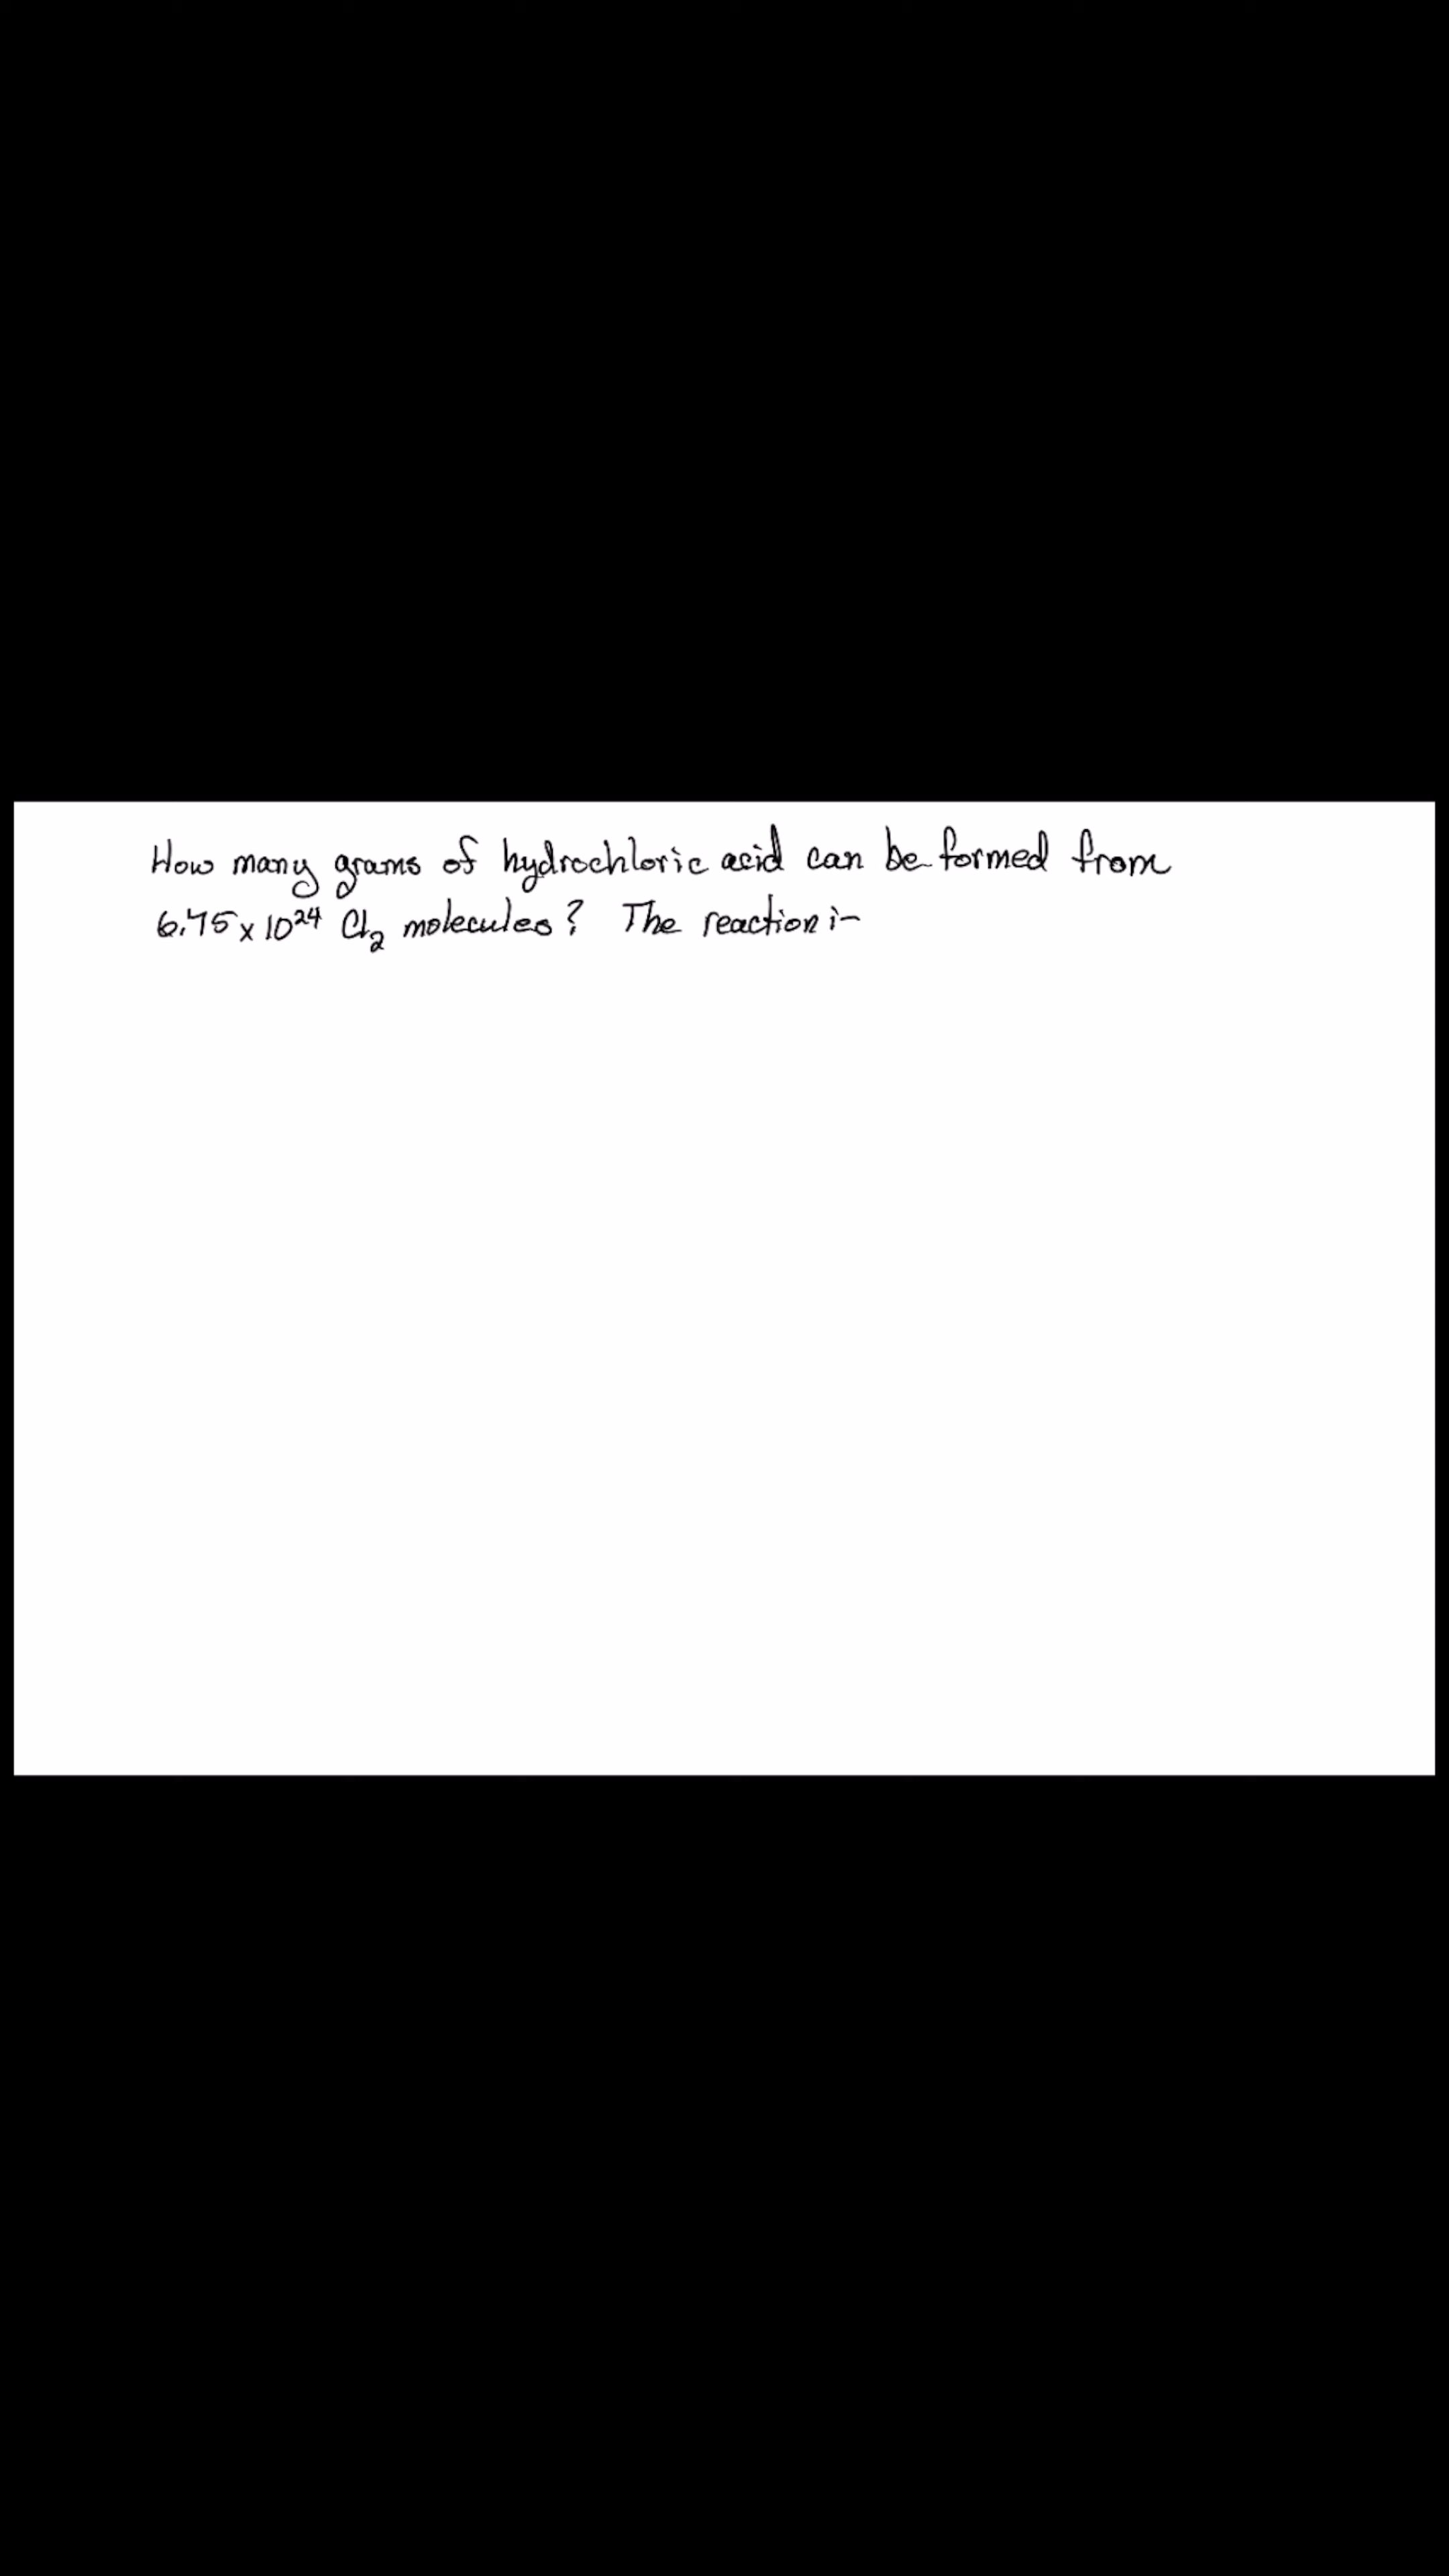 How many grams of hydrochloric acid can be formed from
6.75 x 10²⁴ Cl₂ molecules? The reaction i